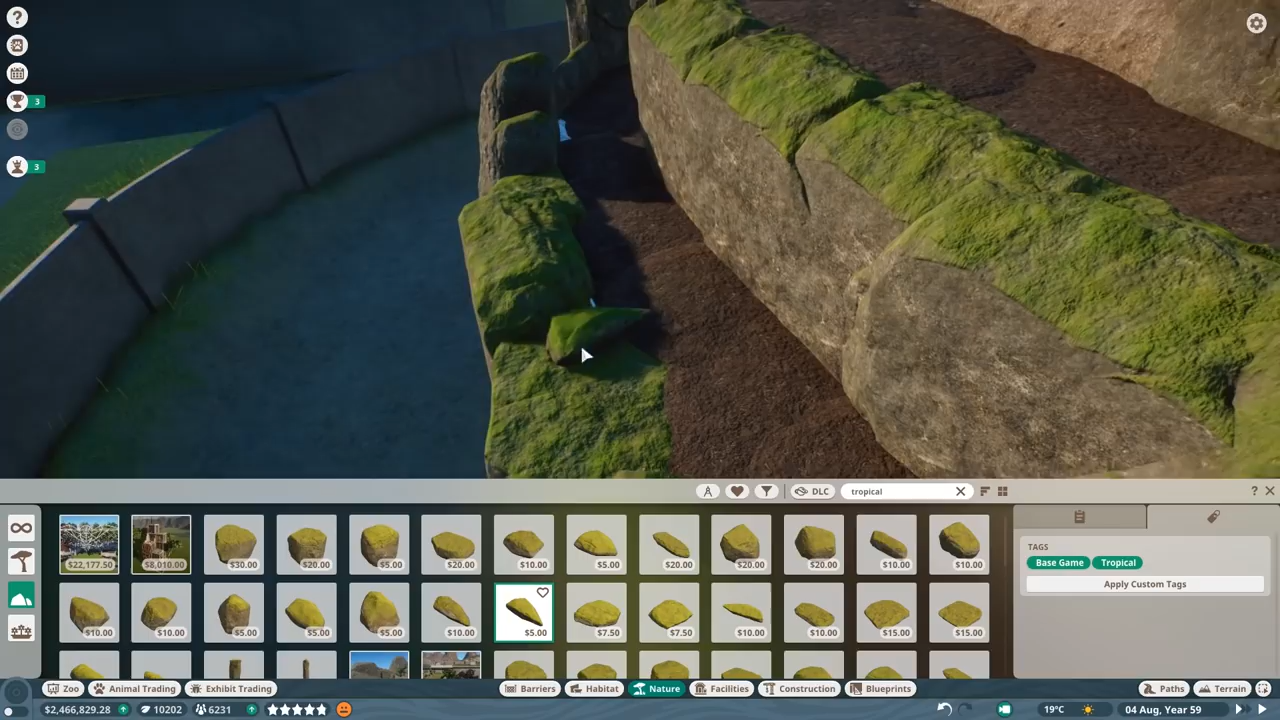 ?
3
3
DLC
tropical
?
$22,177.50
$8,010.00
$30.00
$20.00
$5.00
$20.00
$10.00
$5.00
$20.00
$20.00
$20.00
$10.00
$10.00
$10.00
$10.00
$5.00
$5.00
$5.00
$10.00
$5.00
$7.50
$7.50
$10.00
$10.00
$15.00
$15.00
TAGS
Base Game
Tropical
Apply Custom Tags
Zoo
Animal Trading
Exhibit Trading
Barriers
Habitat
Nature
Facilities
Construction
Blueprints
Paths
Terrain
$2,466,829.28
10202
6231
19°C
04 Aug, Year 59